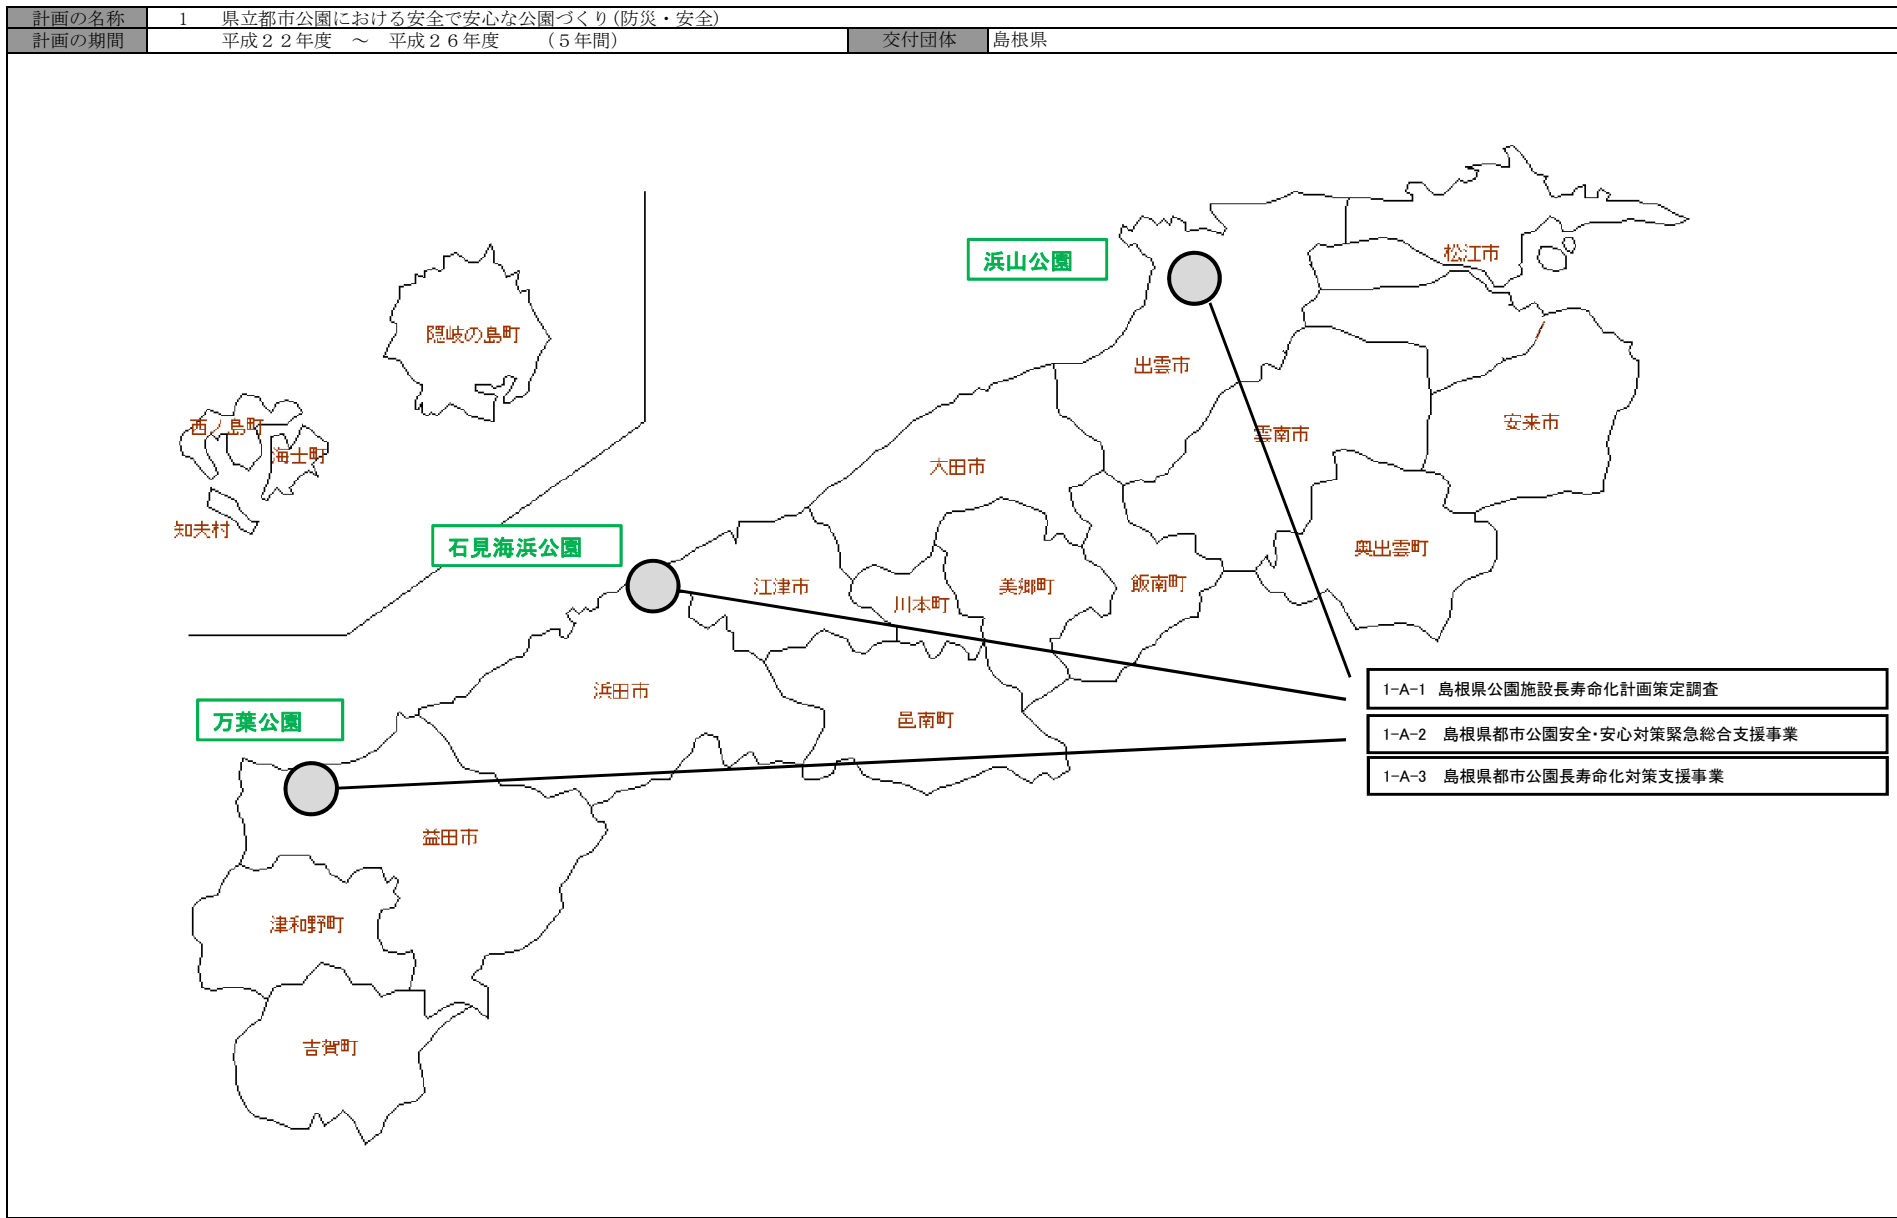 計画の名称 1 県立都市公園における安全で安心な公園づくり(防災・安全)
計画の期間 平成22年度 ~ 平成26年度 (5年間) 交付団体 島根県
浜山公園
松江市
隠岐の島町
出雲市
西ノ島町
海士町
知夫村
大田市
雲南市
安来市
石見海浜公園
江津市
川本町
美郷町
飯南町
奥出雲町
浜田市
邑南町
万葉公園
益田市
津和野町
吉賀町
1-A-1 島根県公園施設長寿命化計画策定調査
1-A-2 島根県都市公園安全・安心対策緊急総合支援事業
1-A-3 島根県都市公園長寿命化対策支援事業